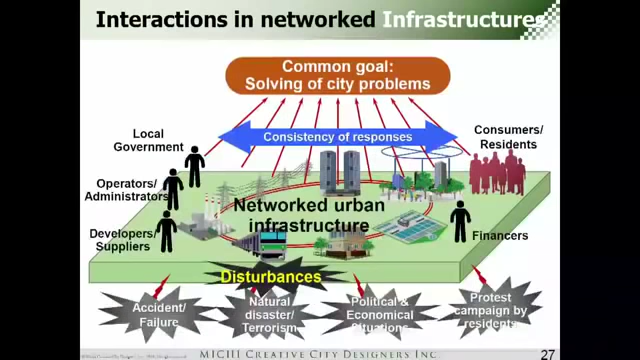 Interactions in networked Infrastructures
Common goal:
Solving of city problems
Local
Government
Consistency of responses
Consumers/
Residents
Operators/
Administrators
Networked urban
infrastructure
Developers/
Suppliers
Financers
Disturbances
Accident/
Failure
Natural
disaster/
Terrorism
Political &
Economical
Situations
Protest
campaign by
residents
MICHI CREATIVE CITY DESIGNERS INC.
27